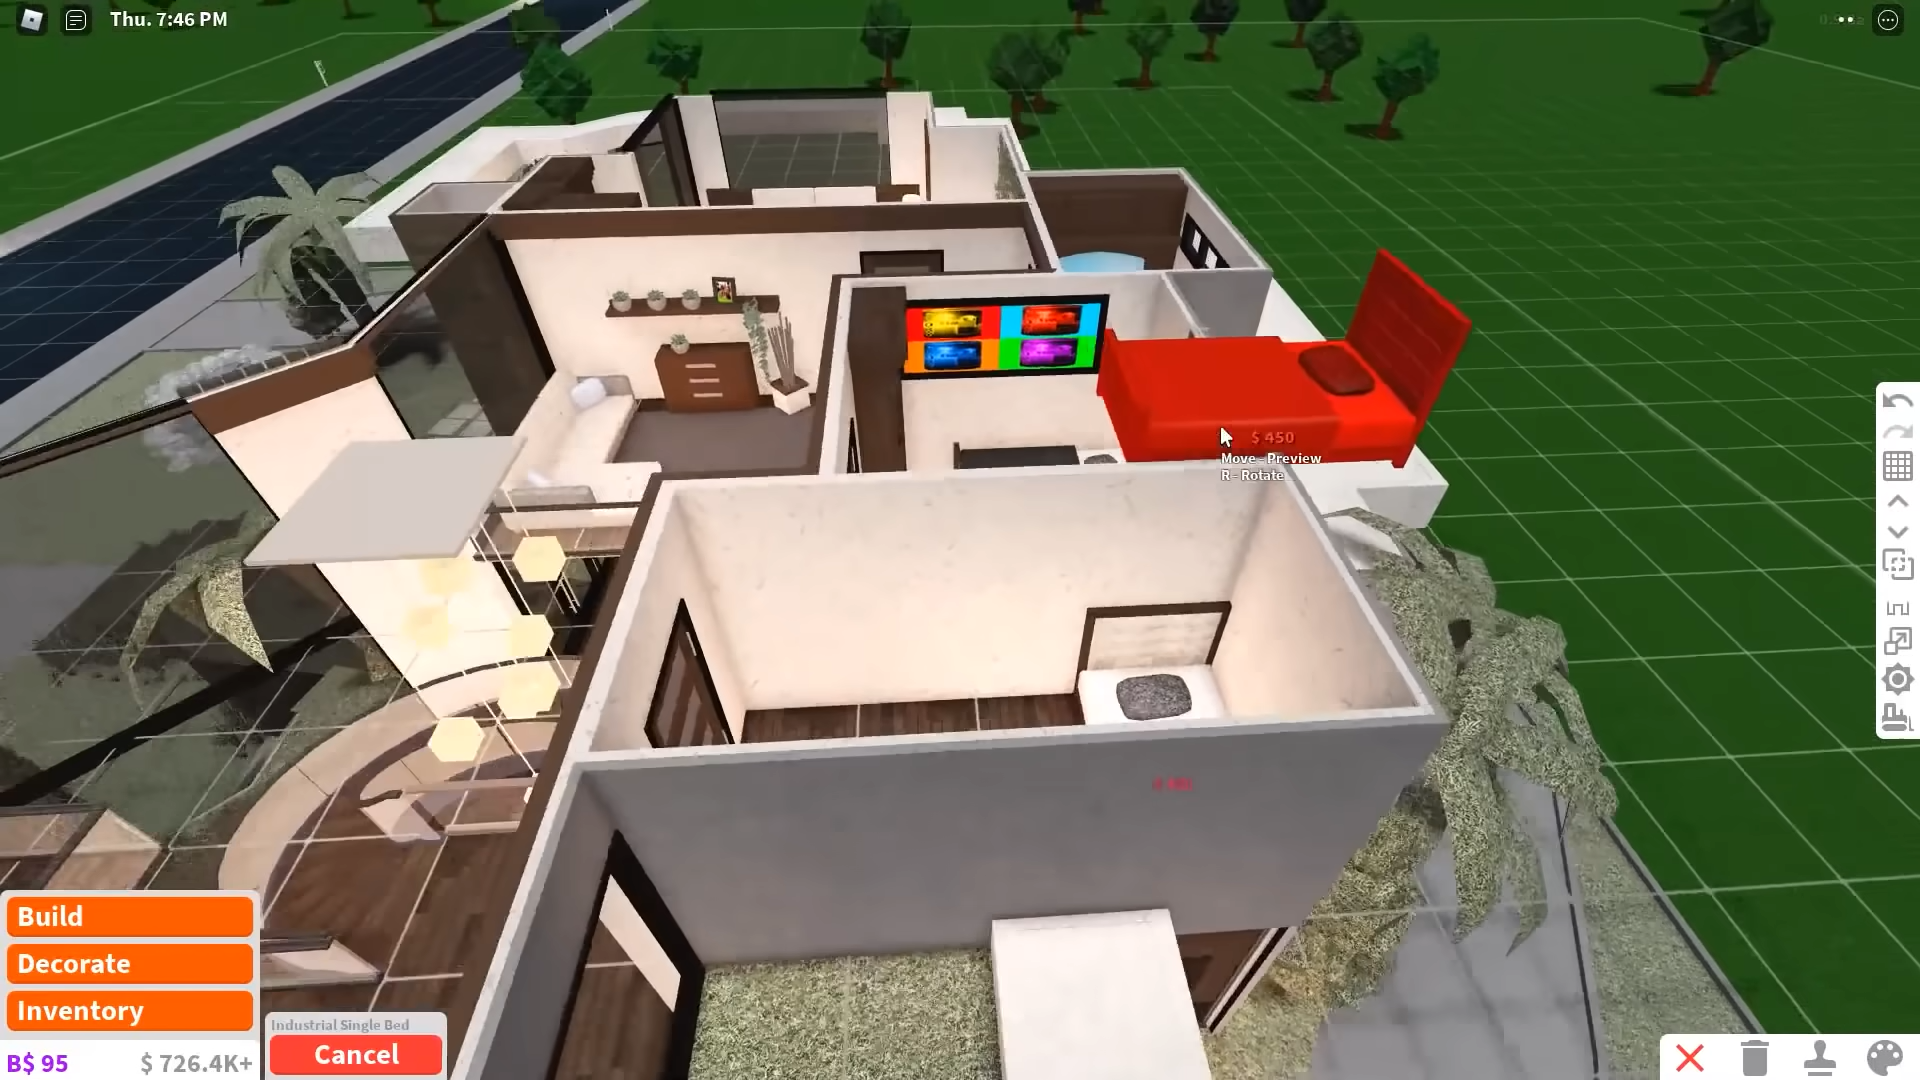 Thu. 7:46 PM
$ 450
Move - Preview
R - Rotate
Build
Decorate
Inventory
Industrial Single Bed
Cancel
B$ 95
$ 726.4K+